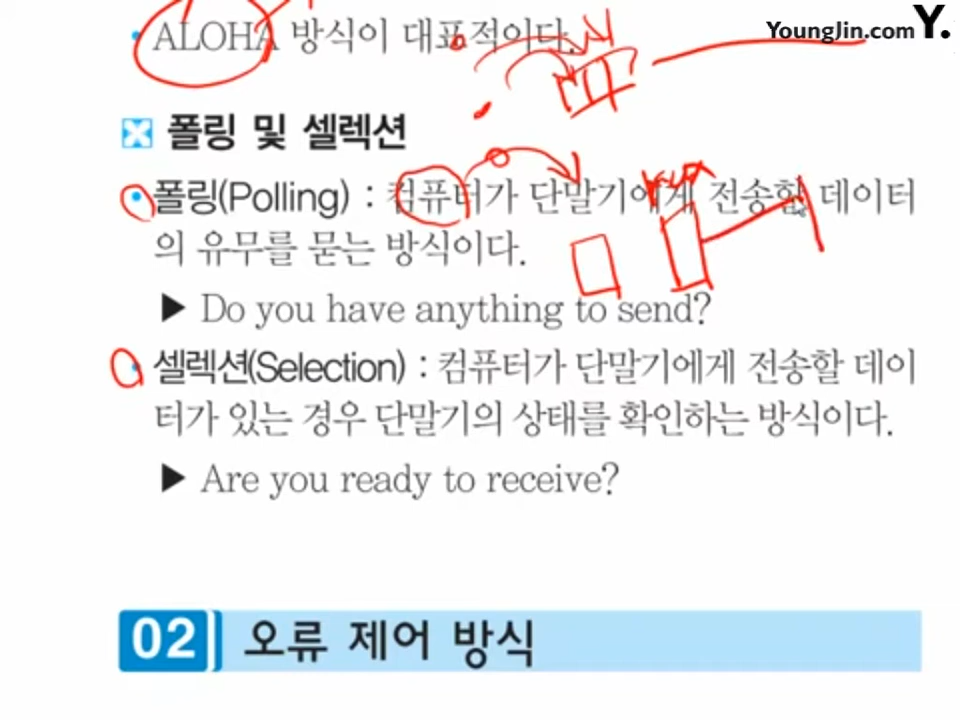 YoungJin.com Y.
ALOHA 방식이 대표적이다.
폴링 및 셀렉션
폴링(Polling) : 컴퓨터가 단말기에게 전송할 데이터
의 유무를 묻는 방식이다.
▶ Do you have anything to send?
셀렉션(Selection) : 컴퓨터가 단말기에게 전송할 데이
터가 있는 경우 단말기의 상태를 확인하는 방식이다.
▶ Are you ready to receive?
02 오류 제어 방식